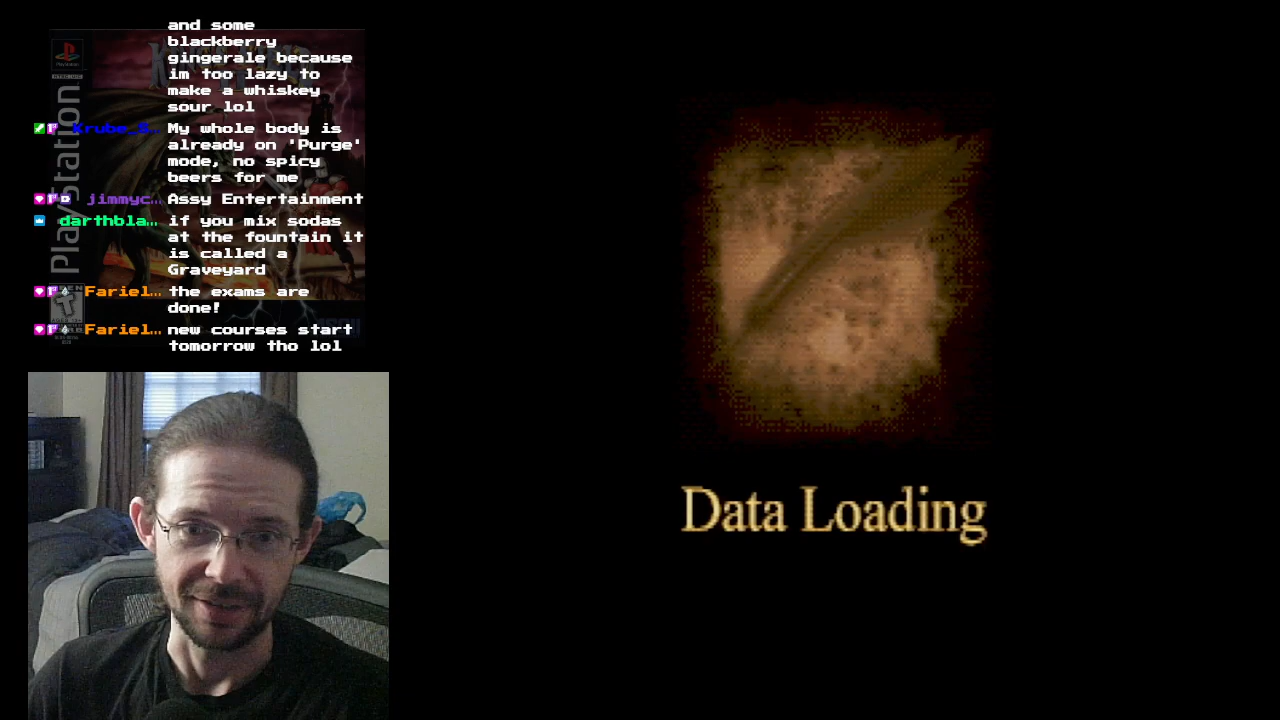 and some
blackberry
gingerale because
im too lazy to
make a whiskey
sour lol
Krube_S… My whole body is
already on 'Purge'
mode, no spicy
beers for me
jimmyc… Assy Entertainment
darthbla… if you mix sodas
at the fountain it
is called a
Graveyard
Fariel… the exams are
done!
Fariel… new courses start
tomorrow tho lol
PlayStation
Data Loading